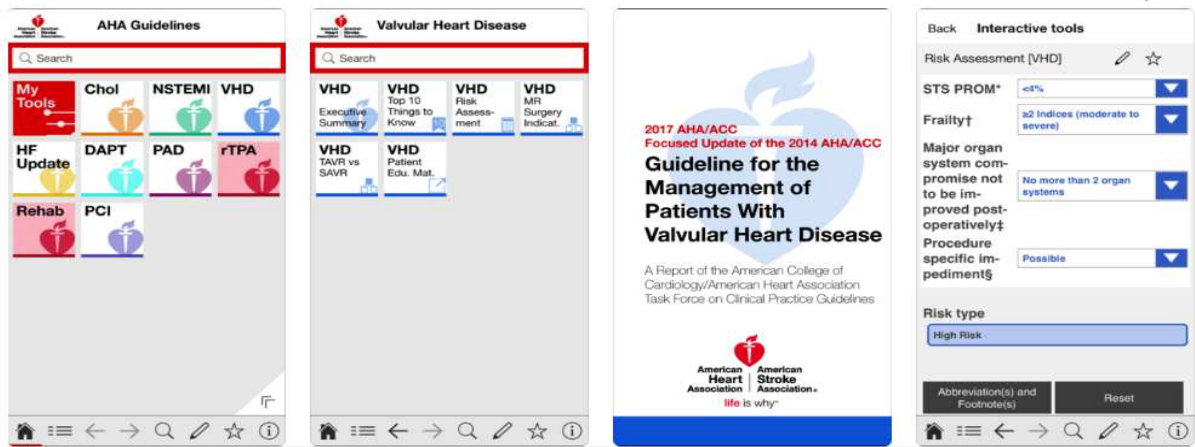 AHA Guidelines
Search
My
Tools
Chol
NSTEMI
VHD
HF
Update
DAPT
PAD
rTPA
Rehab
PCI
Valvular Heart Disease
Search
VHD
Executive
Summary
VHD
Top 10
Things to
Know
VHD
Risk
Assess-
ment
VHD
MR
Surgery
Indicat.
VHD
TAVR vs
SAVR
VHD
Patient
Edu. Mat.
2017 AHA/ACC
Focused Update of the 2014 AHA/ACC
Guideline for the
Management of
Patients With
Valvular Heart Disease
A Report of the American College of
Cardiology/American Heart Association
Task Force on Clinical Practice Guidelines
American
Heart
Association
American
Stroke
Association®
life is why™
Back
Interactive tools
Risk Assessment [VHD]
STS PROM*
<4%
Frailty†
≥2 Indices (moderate to
severe)
Major organ
system com-
promise not
to be im-
proved post-
operatively‡
No more than 2 organ
systems
Procedure
specific im-
pediment§
Possible
Risk type
High Risk
Abbreviation(s) and
Footnote(s)
Reset